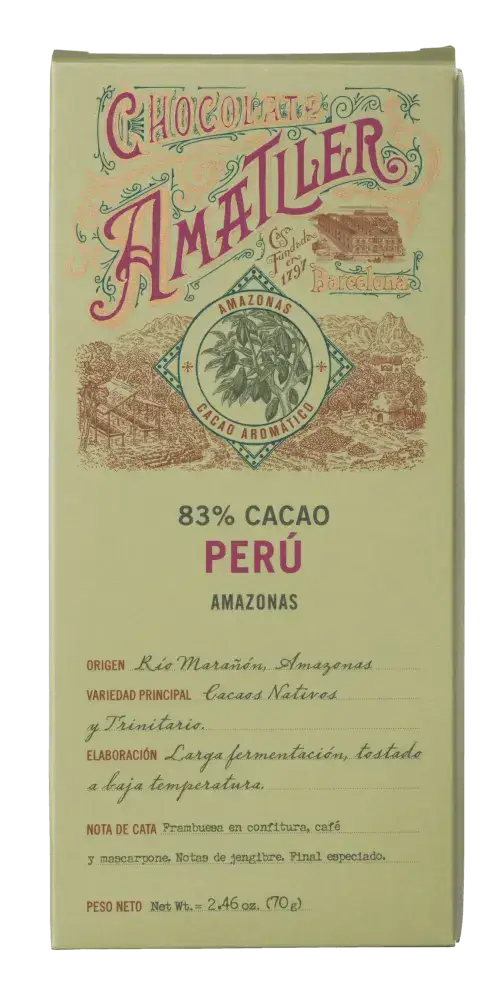 CHOCOLATE
AMATLLER
Casa
Fundada
en
1797
Barcelona
AMAZONAS
CACAO AROMÁTICO
83% CACAO
PERÚ
AMAZONAS
ORIGEN Río Marañón, Amazonas
VARIEDAD PRINCIPAL Cacaos Nativos
y Trinitario.
ELABORACIÓN Larga fermentación, tostado
a baja temperatura.
NOTA DE CATA Frambuesa en confitura, café
y mascarpone. Notas de jengibre. Final especiado.
PESO NETO Net Wt.= 2,46 oz. (70g)